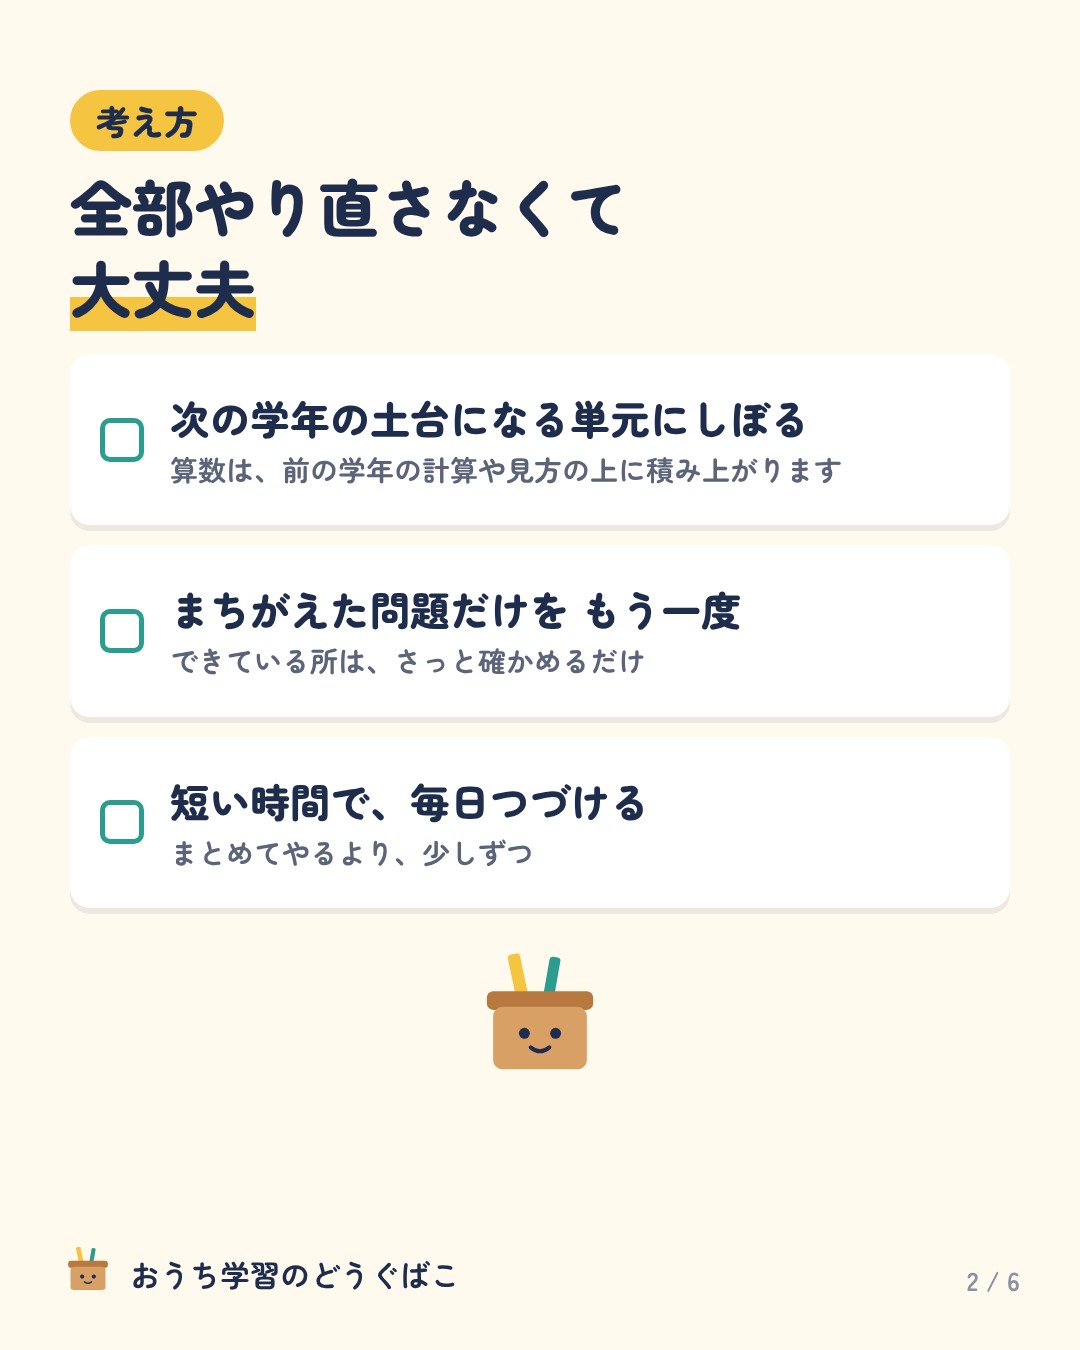 考え方
全部やり直さなくて
大丈夫
次の学年の土台になる単元にしぼる
算数は、前の学年の計算や見方の上に積み上がります
まちがえた問題だけを もう一度
できている所は、さっと確かめるだけ
短い時間で、毎日つづける
まとめてやるより、少しずつ
おうち学習のどうぐばこ
2 / 6